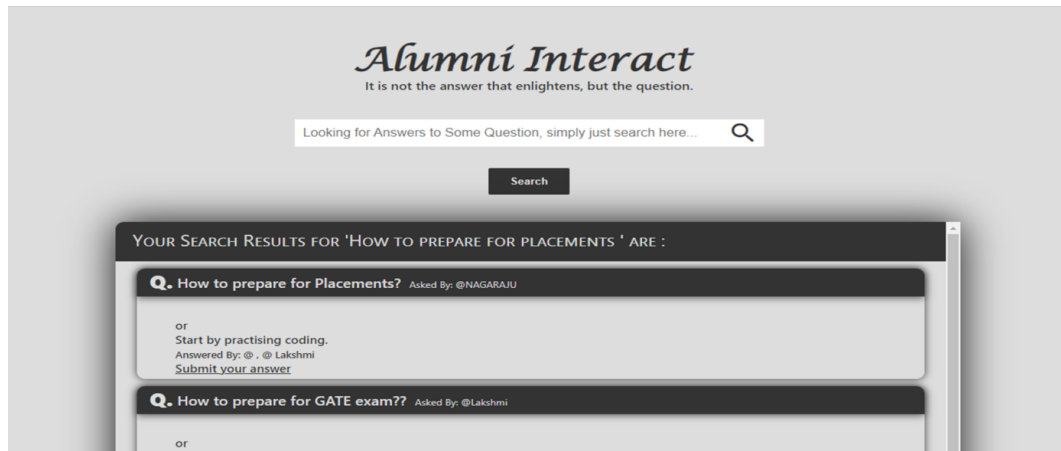 Alumni Interact
It is not the answer that enlightens, but the question.
Looking for Answers to Some Question, simply just search here...
Search
Your Search Results for 'How to prepare for placements ' are :
Q. How to prepare for Placements? Asked By: @NAGARAJU
or
Start by practising coding.
Answered By: @ , @ Lakshmi
Submit your answer
Q. How to prepare for GATE exam?? Asked By: @Lakshmi
or